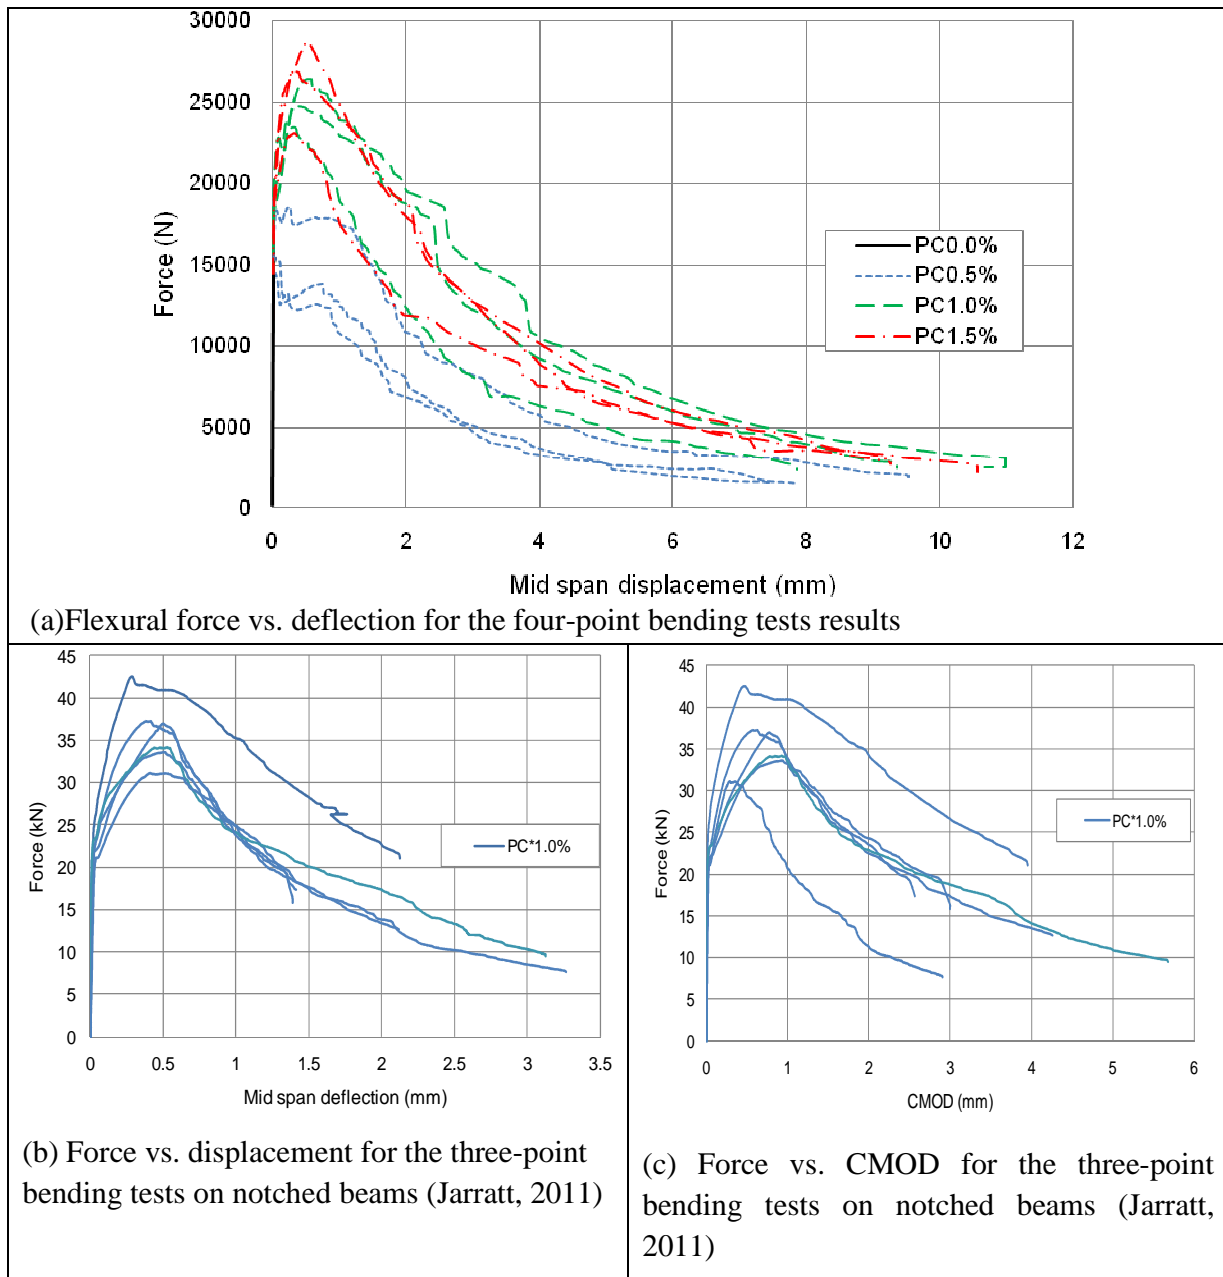 30000
25000
20000
15000
10000
5000
0
Force (N)
PC0.0%
PC0.5%
PC1.0%
PC1.5%
0 2 4 6 8 10 12
Mid span displacement (mm)
(a)Flexural force vs. deflection for the four-point bending tests results
45
40
35
30
25
20
15
10
5
0
Force (kN)
PC*1.0%
0 0.5 1 1.5 2 2.5 3 3.5
Mid span deflection (mm)
(b) Force vs. displacement for the three-point
bending tests on notched beams (Jarratt, 2011)
45
40
35
30
25
20
15
10
5
0
Force (kN)
PC*1.0%
0 1 2 3 4 5 6
CMOD (mm)
(c) Force vs. CMOD for the three-point
bending tests on notched beams (Jarratt,
2011)